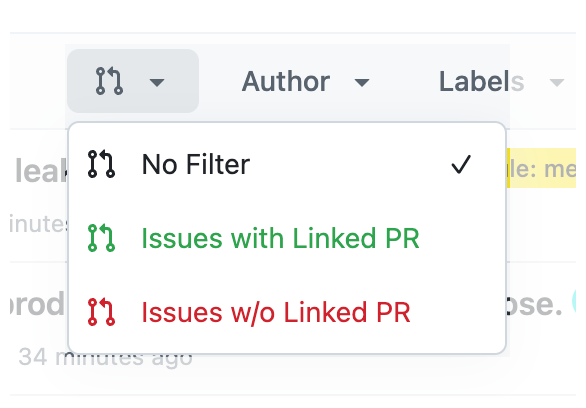 Author
Labels
leak
No Filter
le: me
inutes
Issues with Linked PR
prod
Issues w/o Linked PR
ose.
34 minutes ago